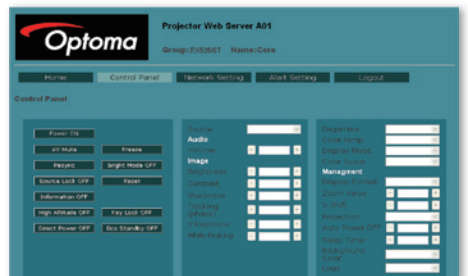 Optoma
Projector Web Server A01
Group:EX525ST Name:Core
Home
Control Panel
Network Setting
Alert Setting
Logout
Control Panel
Power ON
AV Mute
Freeze
Resync
Bright Mode OFF
Source Lock OFF
Reset
Information OFF
High Altitude OFF
Key Lock OFF
Direct Power OFF
Eco Standby OFF
Source
Audio
Volume
Image
Brightness
Contrast
Sharpness
Tracking
(phase)
V Keystone
White Peaking
Degamma
Color Temp.
Display Mode
Color Space
Managment
Display Format
Zoom Value
V-Shift
Projection
Auto Power OFF
Sleep Timer
Background
Color
Logo